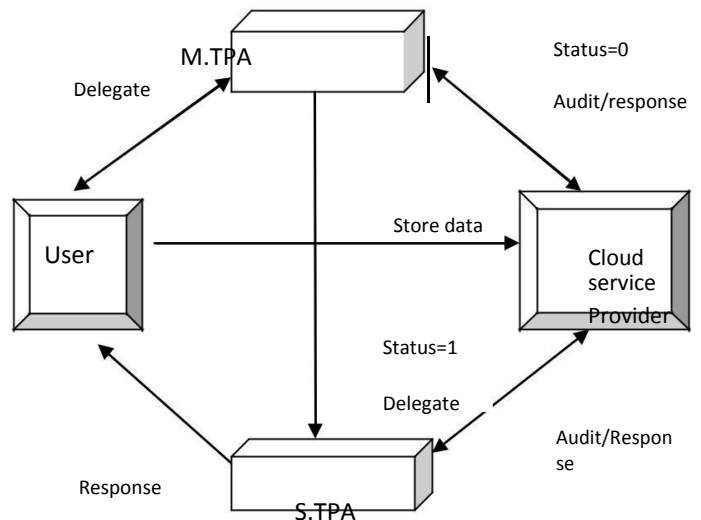 M.TPA
Status=0
Delegate
Audit/response
Store data
User
Cloud
service
Provider
Status=1
Delegate
Audit/Respon
se
Response
S.TPA